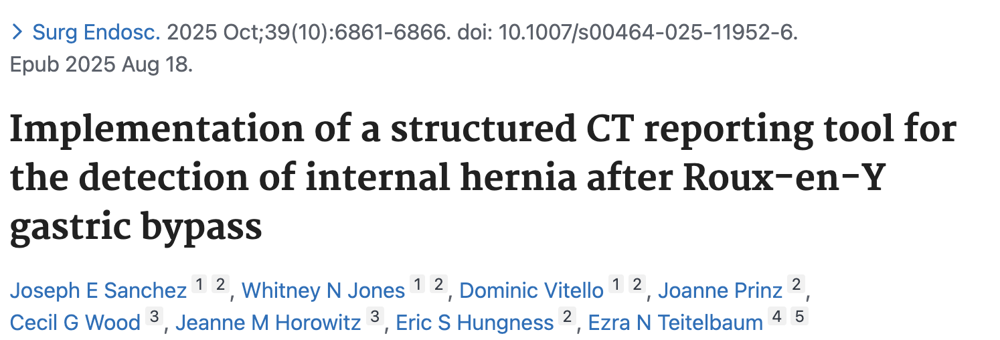 > Surg Endosc. 2025 Oct;39(10):6861-6866. doi: 10.1007/s00464-025-11952-6.
Epub 2025 Aug 18.
Implementation of a structured CT reporting tool for
the detection of internal hernia after Roux-en-Y
gastric bypass
Joseph E Sanchez 1 2, Whitney N Jones 1 2, Dominic Vitello 1 2, Joanne Prinz 2,
Cecil G Wood 3, Jeanne M Horowitz 3, Eric S Hungness 2, Ezra N Teitelbaum 4 5